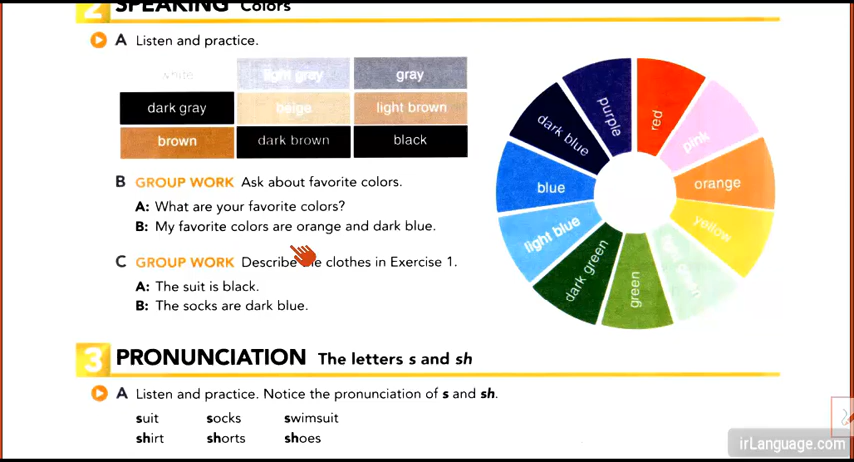 2 SPEAKING Colors
A Listen and practice.
white light gray gray
dark gray beige light brown
brown dark brown black
red
pink
orange
yellow
light green
green
dark green
light blue
blue
dark blue
purple
B GROUP WORK Ask about favorite colors.
A: What are your favorite colors?
B: My favorite colors are orange and dark blue.
C GROUP WORK Describe the clothes in Exercise 1.
A: The suit is black.
B: The socks are dark blue.
3 PRONUNCIATION The letters s and sh
A Listen and practice. Notice the pronunciation of s and sh.
suit socks swimsuit
shirt shorts shoes
irLanguage.com